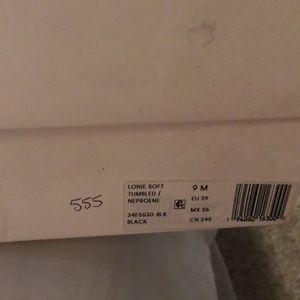 LONIE SOFT
TUMBLED /
NEPROENE
34E5530-BLK
BLACK
9 M
EU 39
MX 26
CN 245
555